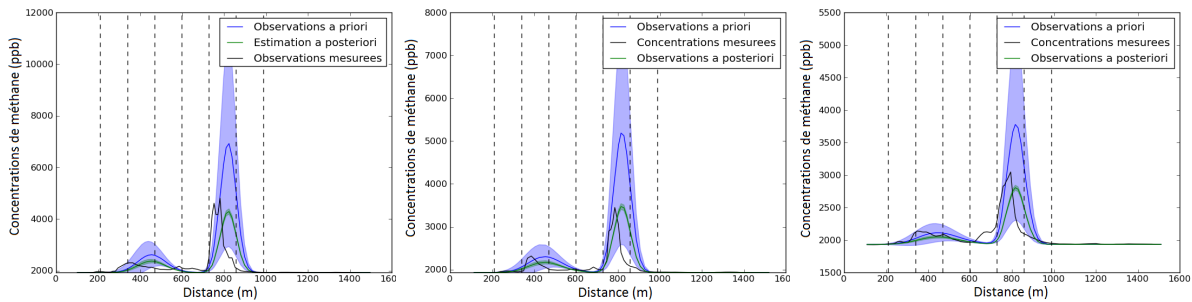 12000
10000
8000
6000
4000
2000
0 200 400 600 800 1000 1200 1400 1600
Concentrations de méthane (ppb)
Distance (m)
Observations a priori
Estimation a posteriori
Observations mesurees
8000
7000
6000
5000
4000
3000
2000
0 200 400 600 800 1000 1200 1400 1600
Concentrations de méthane (ppb)
Distance (m)
Observations a priori
Concentrations mesurees
Observations a posteriori
5500
5000
4500
4000
3500
3000
2500
2000
1500
0 200 400 600 800 1000 1200 1400 1600
Concentrations de méthane (ppb)
Distance (m)
Observations a priori
Concentrations mesurees
Observations a posteriori